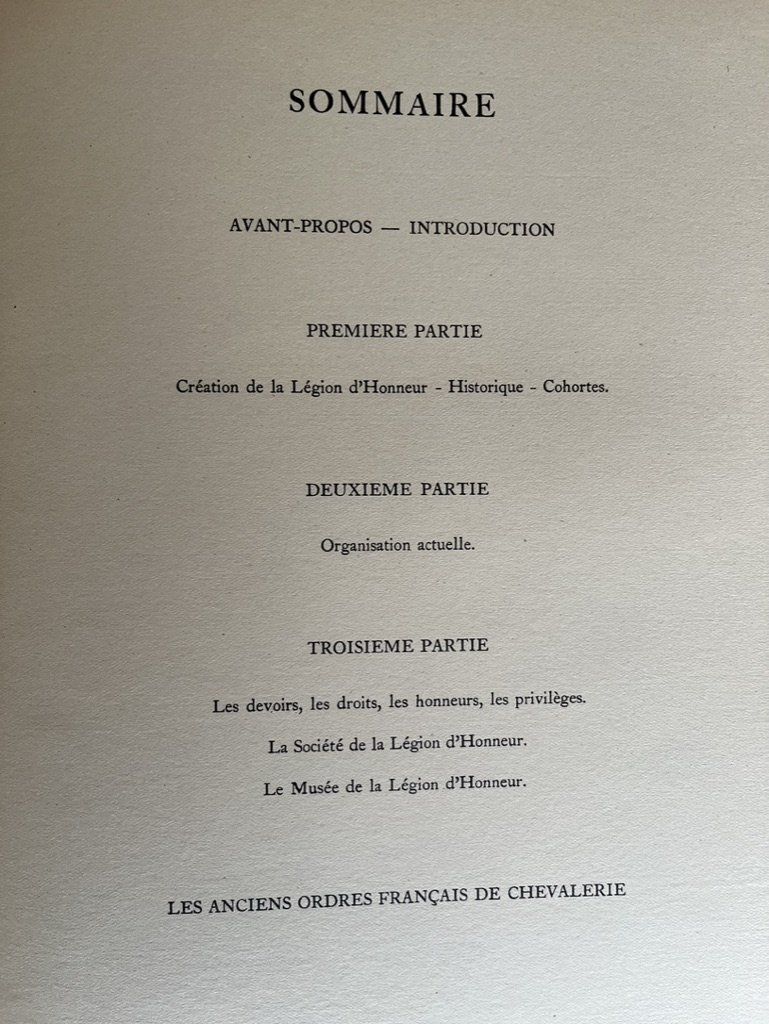 SOMMAIRE
AVANT-PROPOS — INTRODUCTION
PREMIERE PARTIE
Création de la Légion d'Honneur - Historique - Cohortes.
DEUXIEME PARTIE
Organisation actuelle.
TROISIEME PARTIE
Les devoirs, les droits, les honneurs, les privilèges.
La Société de la Légion d'Honneur.
Le Musée de la Légion d'Honneur.
LES ANCIENS ORDRES FRANÇAIS DE CHEVALERIE